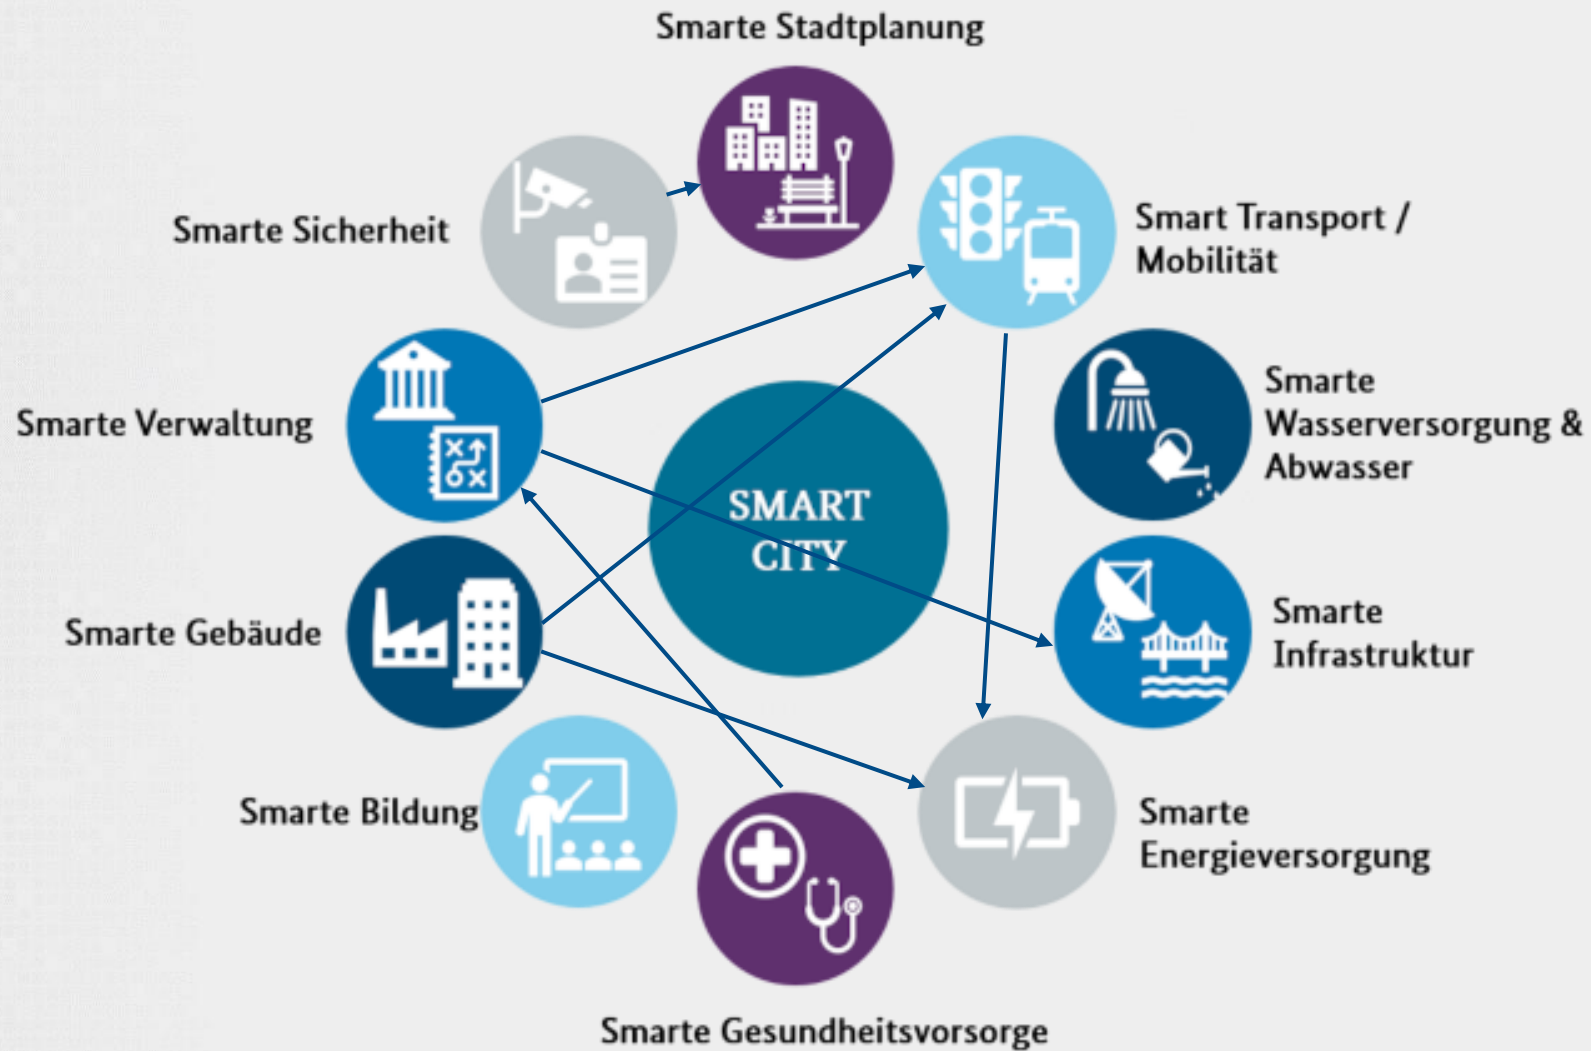 Smarte Stadtplanung
Smarte Sicherheit
Smart Transport /
Mobilität
Smarte Verwaltung
Smarte
Wasserversorgung &
Abwasser
SMART
CITY
Smarte Gebäude
Smarte
Infrastruktur
Smarte Bildung
Smarte
Energieversorgung
Smarte Gesundheitsvorsorge